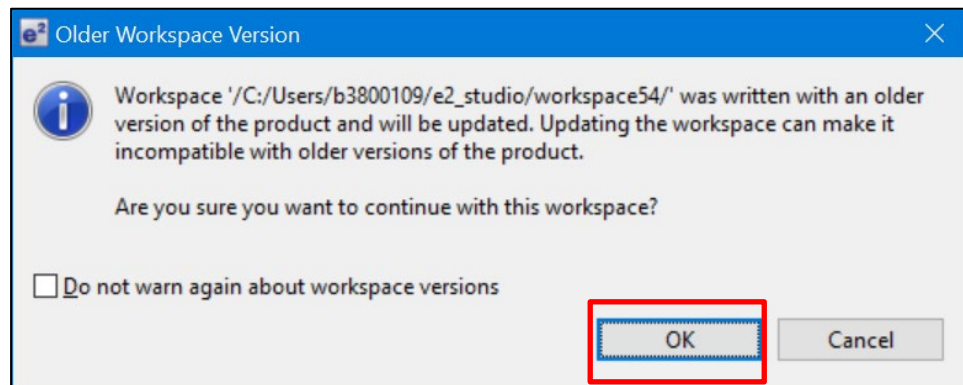 e² Older Workspace Version
Workspace '/C:/Users/b3800109/e2_studio/workspace54/' was written with an older
version of the product and will be updated. Updating the workspace can make it
incompatible with older versions of the product.
Are you sure you want to continue with this workspace?
Do not warn again about workspace versions
OK Cancel